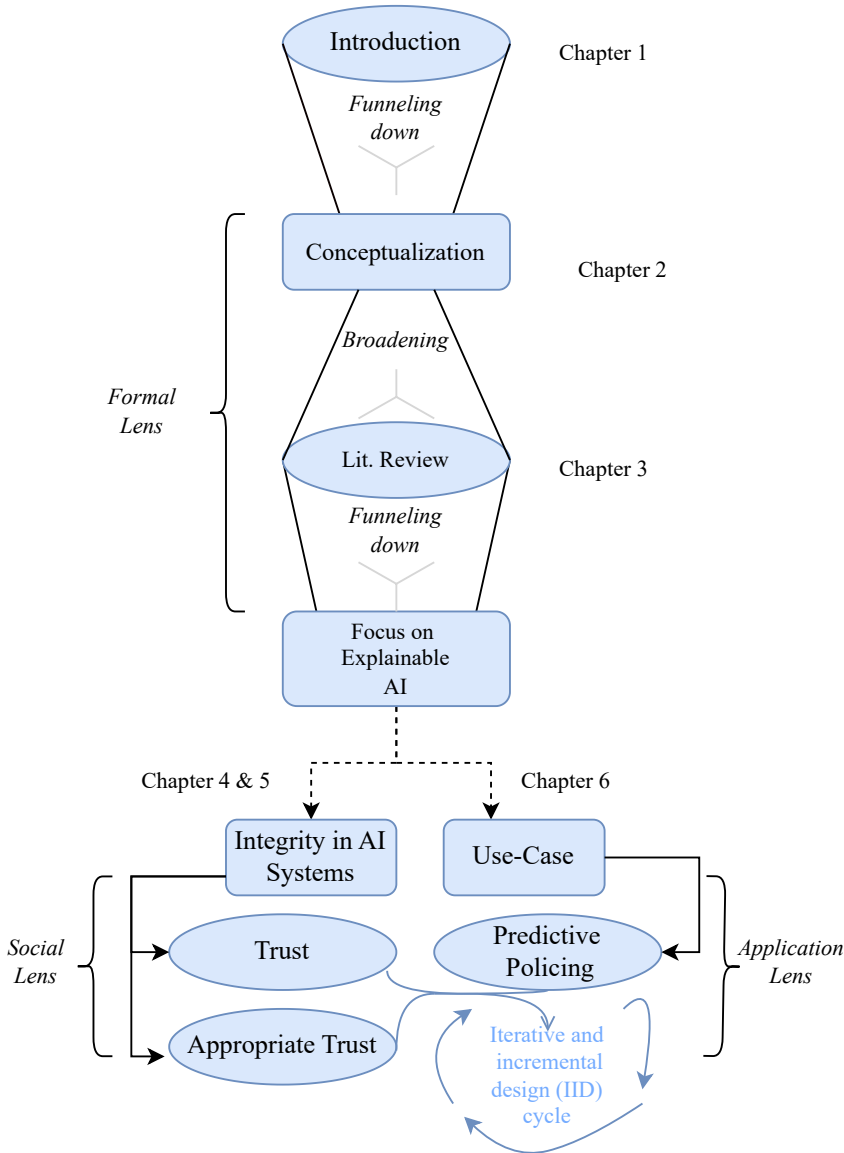 Introduction
Chapter 1
Funneling
down
Conceptualization
Chapter 2
Broadening
Formal
Lens
Lit. Review
Chapter 3
Funneling
down
Focus on
Explainable
AI
Chapter 4 & 5
Chapter 6
Integrity in AI
Systems
Use-Case
Social
Lens
Trust
Predictive
Policing
Application
Lens
Appropriate Trust
Iterative and
incremental
design (IID)
cycle